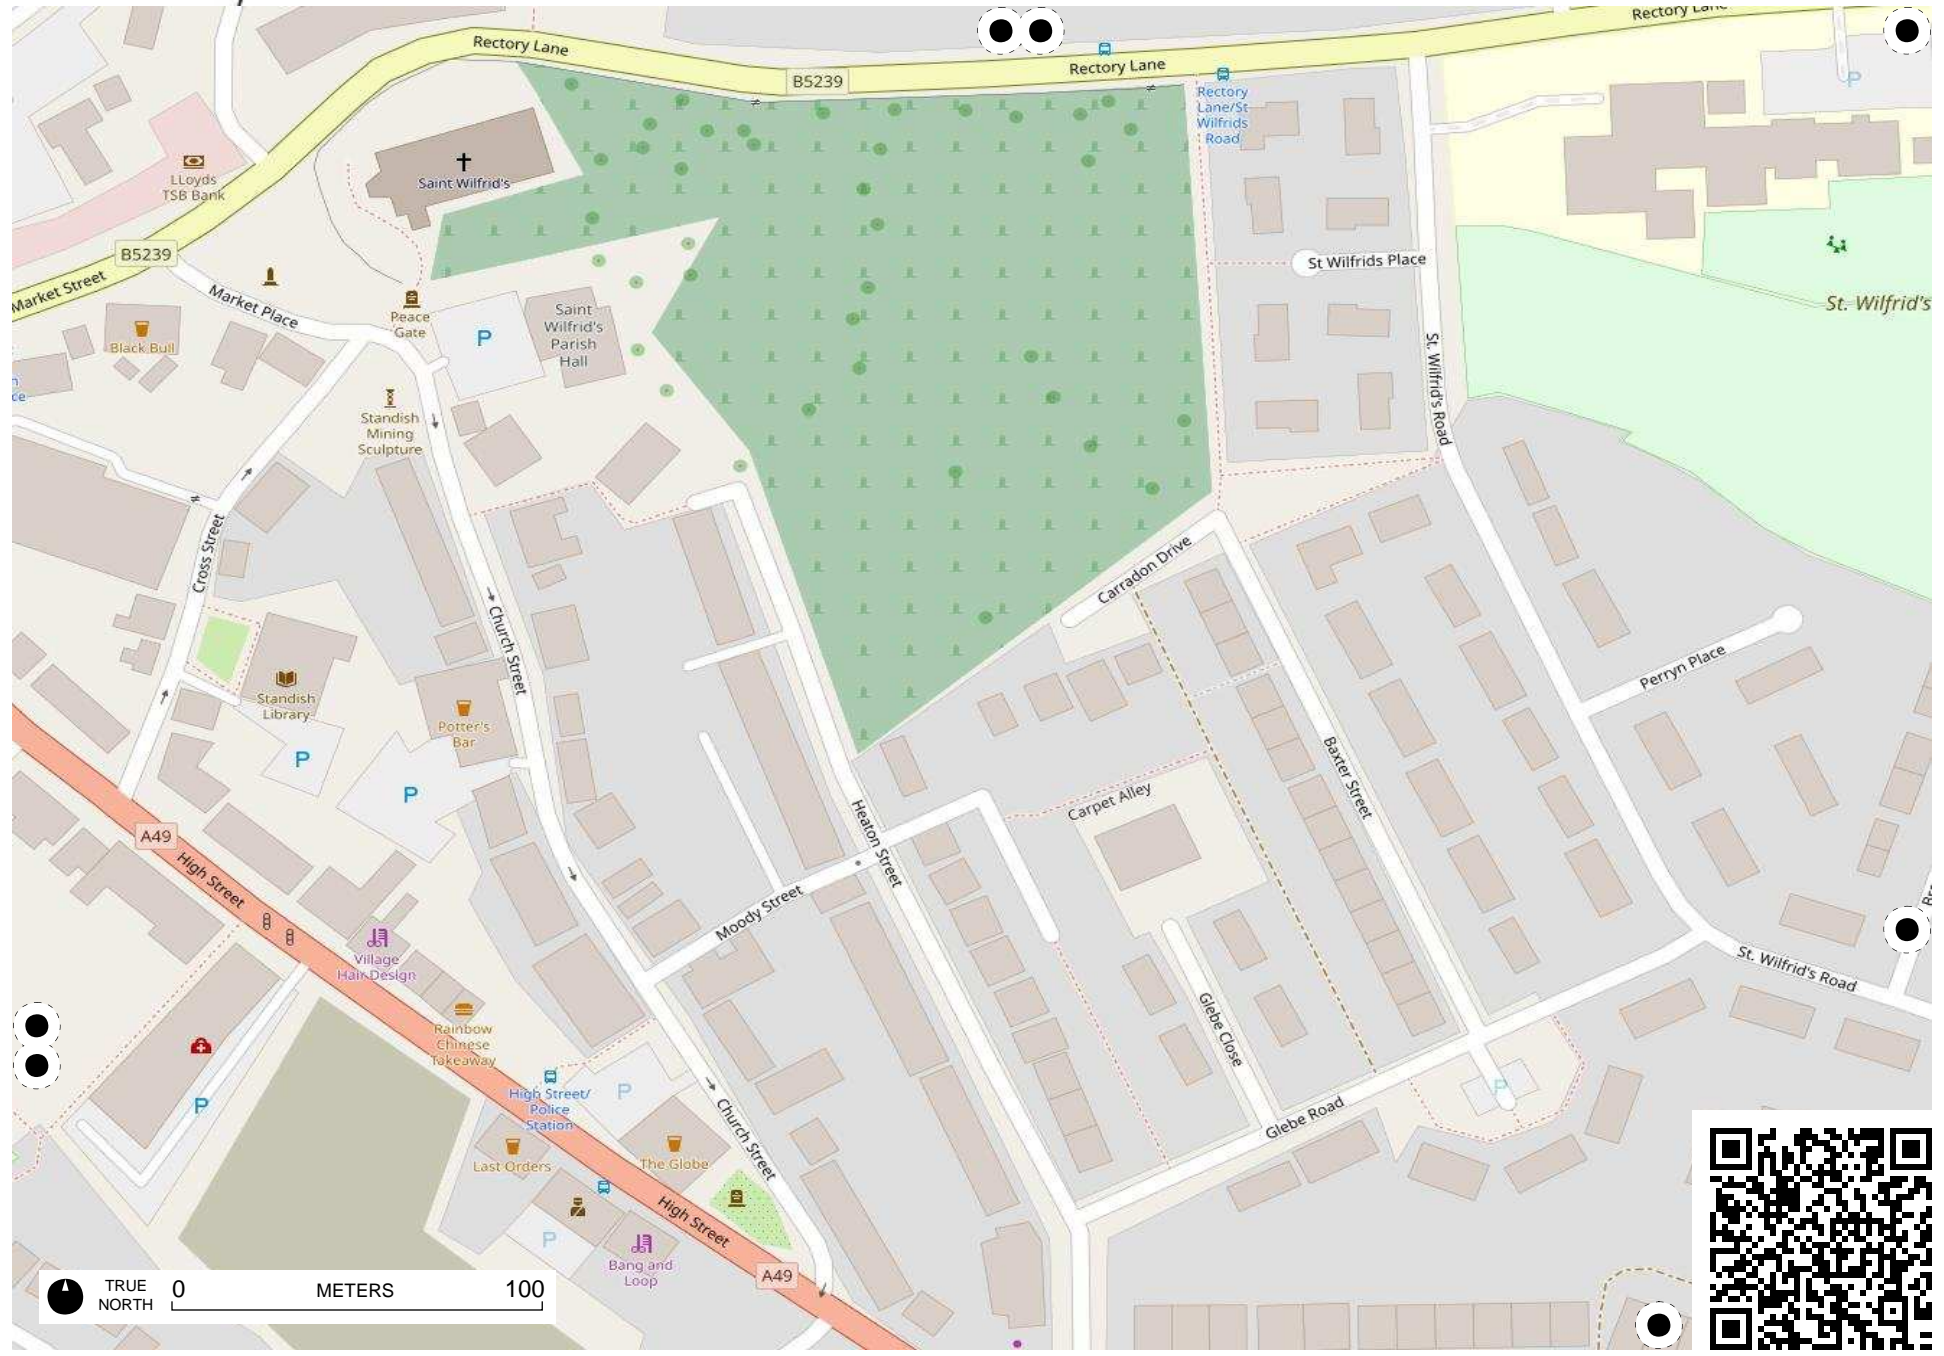 Rectory Lane
Rectory Lane
Rectory Lane
B5239
P
Rectory
Lane/St
Wilfrids
Road
LLoyds
TSB Bank
Saint Wilfrid's
B5239
Market Street
Market Place
Peace
Gate
St Wilfrids Place
St. Wilfrid's
Black Bull
P
Saint
Wilfrid's
Parish
Hall
St. Wilfrid's Road
Standish
Mining
Sculpture
Cross Street
Church Street
Carradon Drive
Standish
Library
Potter's
Bar
P
P
Perryn Place
Baxter Street
Carpet Alley
Heaton Street
A49
High Street
Moody Street
Village
Hair Design
St. Wilfrid's Road
Rainbow
Chinese
Takeaway
Glebe Close
P
High Street/
Police
Station
P
P
Glebe Road
Church Street
Last Orders
The Globe
High Street
P
Bang and
Loop
A49
TRUE
NORTH
0 METERS 100